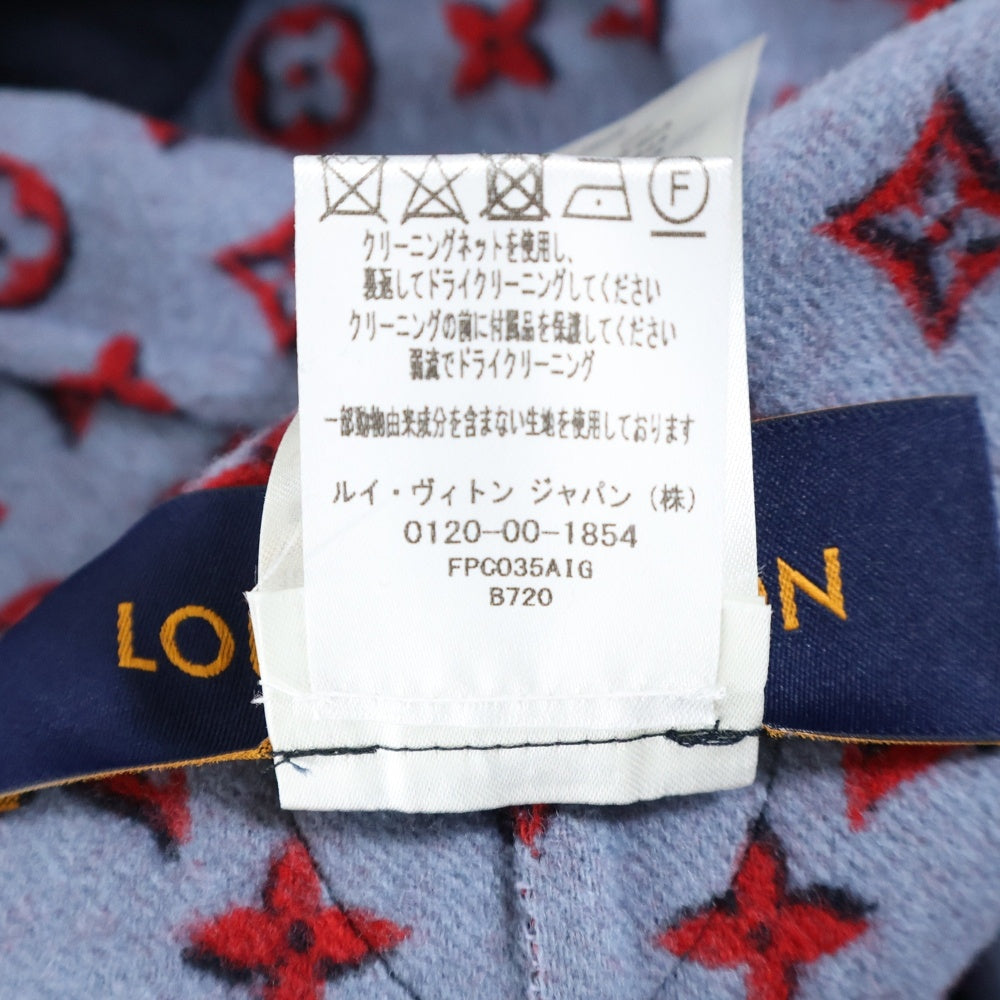 F
クリーニングネットを使用し、
裏返してドライクリーニングしてください
クリーニングの前に付属品を保護してください
弱流でドライクリーニング
一部動物由来成分を含まない生地を使用しております
ルイ・ヴィトン ジャパン (株)
0120-00-1854
FPC035AIG
B720
LOU
ON